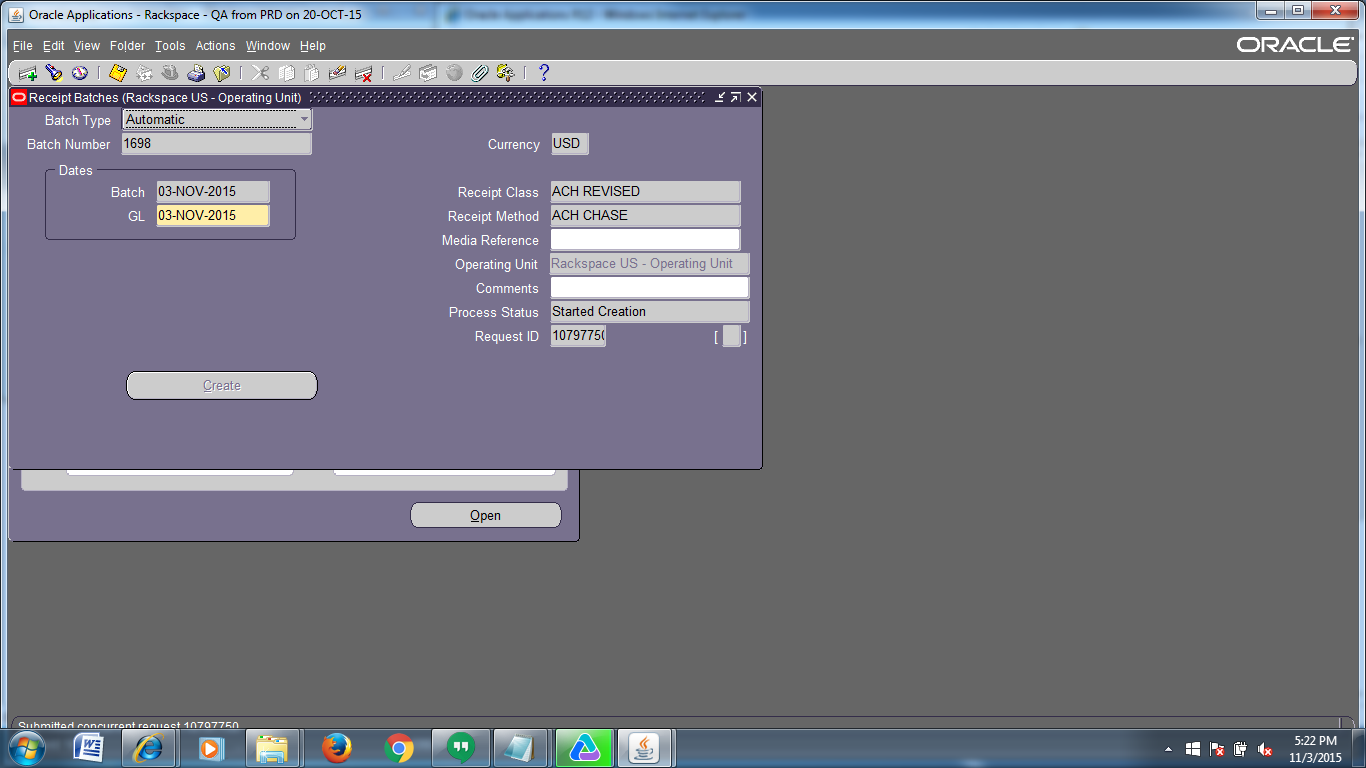 Oracle Applications - Rackspace - QA from PRD on 20-OCT-15
File Edit View Folder Tools Actions Window Help
ORACLE
Receipt Batches (Rackspace US - Operating Unit)
Batch Type Automatic
Batch Number 1698
Currency USD
Dates
Batch 03-NOV-2015
GL 03-NOV-2015
Receipt Class ACH REVISED
Receipt Method ACH CHASE
Media Reference
Operating Unit Rackspace US - Operating Unit
Comments
Process Status Started Creation
Request ID 10797750 [ ]
Create
Open
Submitted concurrent request 10797750
5:22 PM
11/3/2015